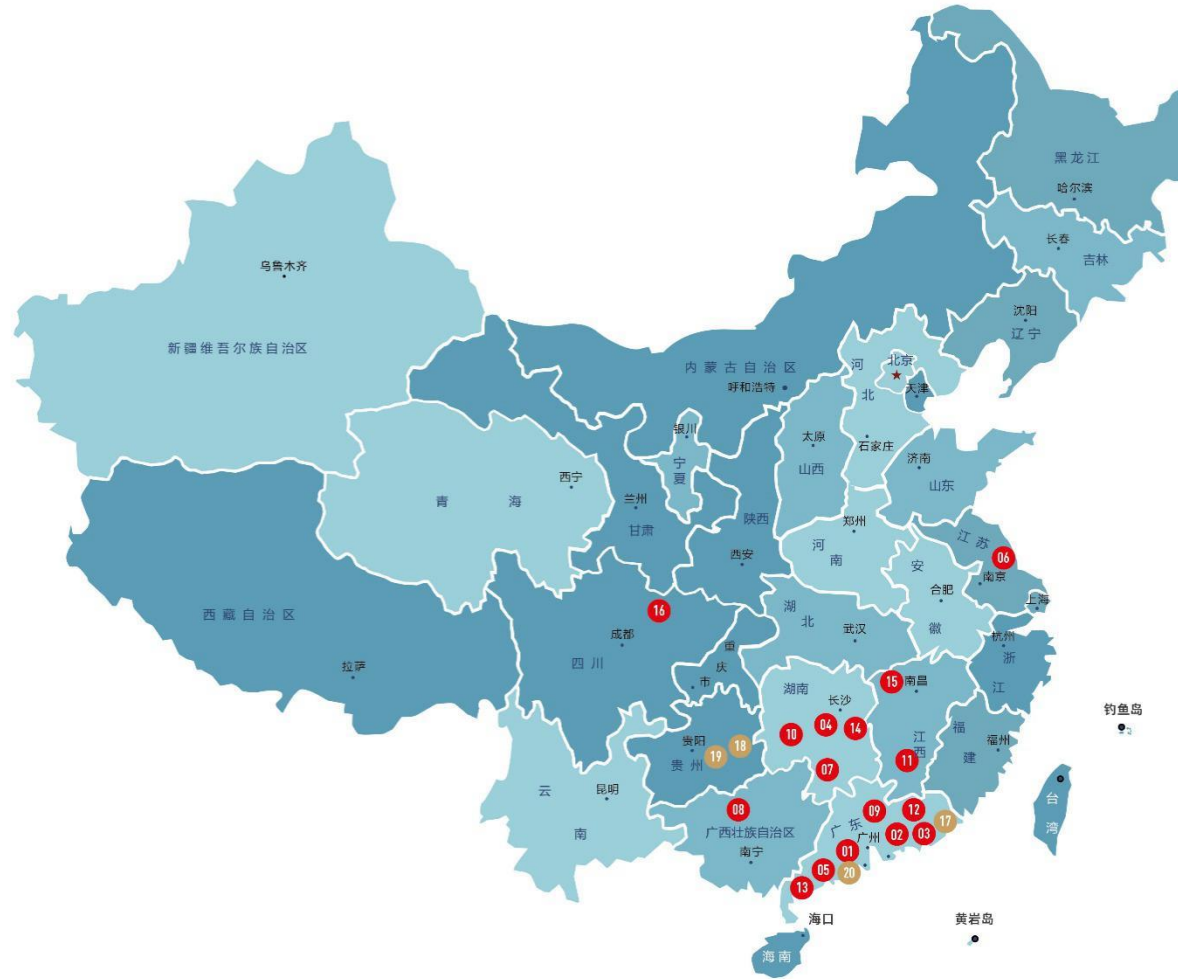 黑龙江
哈尔滨
长春
吉林
沈阳
辽宁
乌鲁木齐
新疆维吾尔族自治区
内蒙古自治区
呼和浩特
河北
北京
天津
石家庄
银川
宁夏
太原
山西
济南
山东
西宁
青海
兰州
甘肃
陕西
西安
郑州
河南
江苏
06
南京
上海
安徽
合肥
西藏自治区
拉萨
16
成都
四川
重庆市
湖北
武汉
杭州
浙江
湖南
长沙
04
10
14
07
15
南昌
江西
11
福建
福州
钓鱼岛
贵阳
19
18
贵州
云南
昆明
08
广西壮族自治区
南宁
09
12
17
广东
广州
02
03
01
05
20
13
台湾
海口
海南
黄岩岛